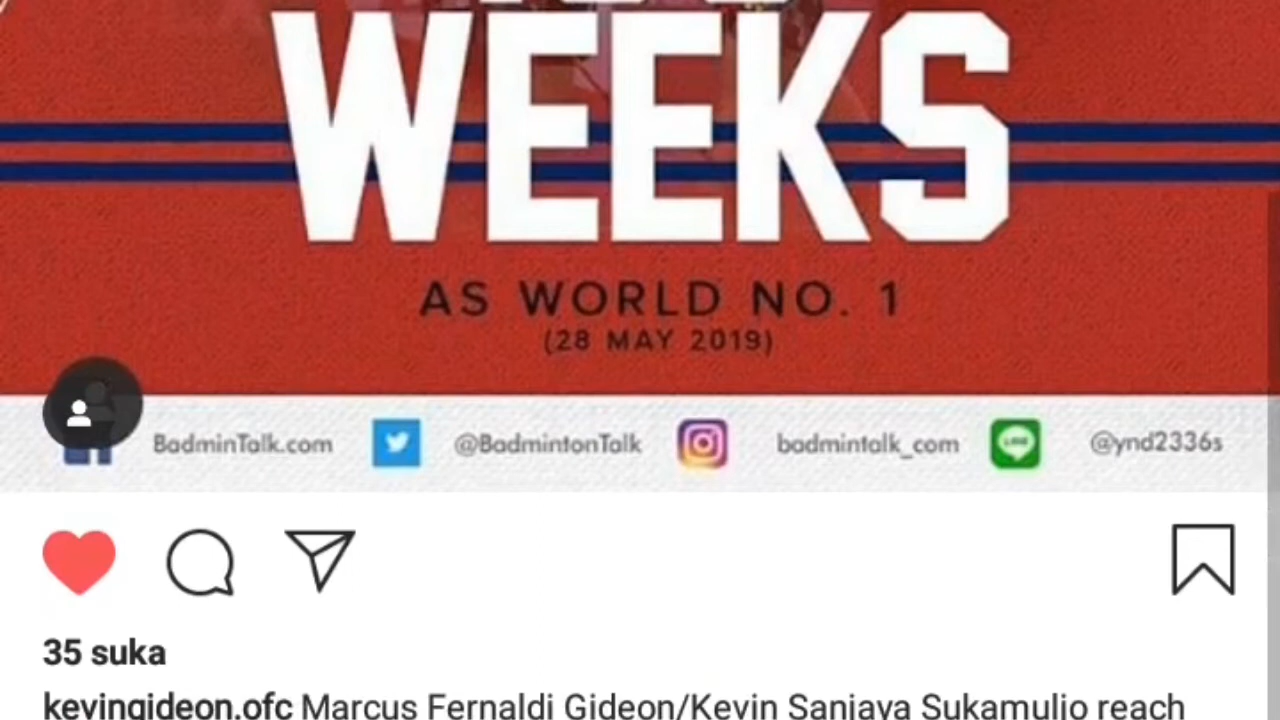 WEEKS
AS WORLD NO. 1
(28 MAY 2019)
BadminTalk.com @BadmintonTalk badmintalk_com LINE @ynd2336s
35 suka
kevingideon.ofc Marcus Fernaldi Gideon/Kevin Sanjaya Sukamuljo reach